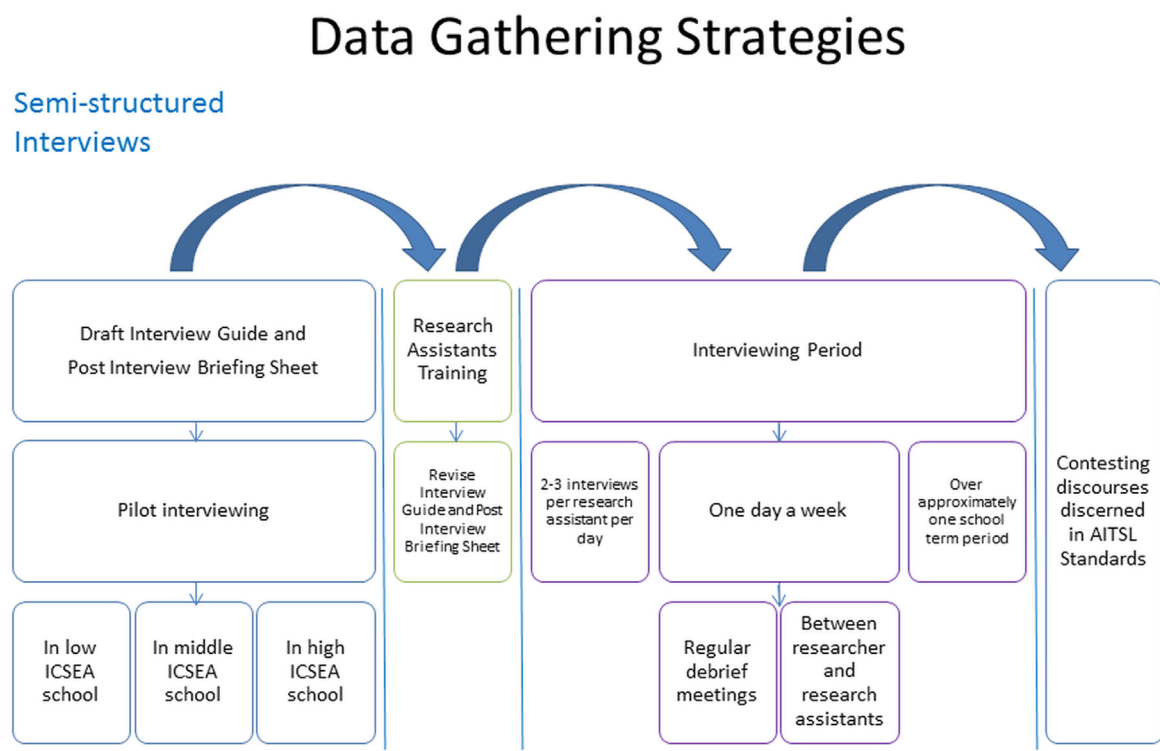 Data Gathering Strategies
Semi-structured
Interviews
Draft Interview Guide and
Post Interview Briefing Sheet
Pilot interviewing
In low
ICSEA
school
In middle
ICSEA
school
In high
ICSEA
school
Research
Assistants
Training
Revise
Interview
Guide and Post
Interview
Briefing Sheet
Interviewing Period
2-3 interviews
per research
assistant per
day
One day a week
Over
approximately
one school
term period
Regular
debrief
meetings
Between
researcher
and
research
assistants
Contesting
discourses
discerned
in AITSL
Standards